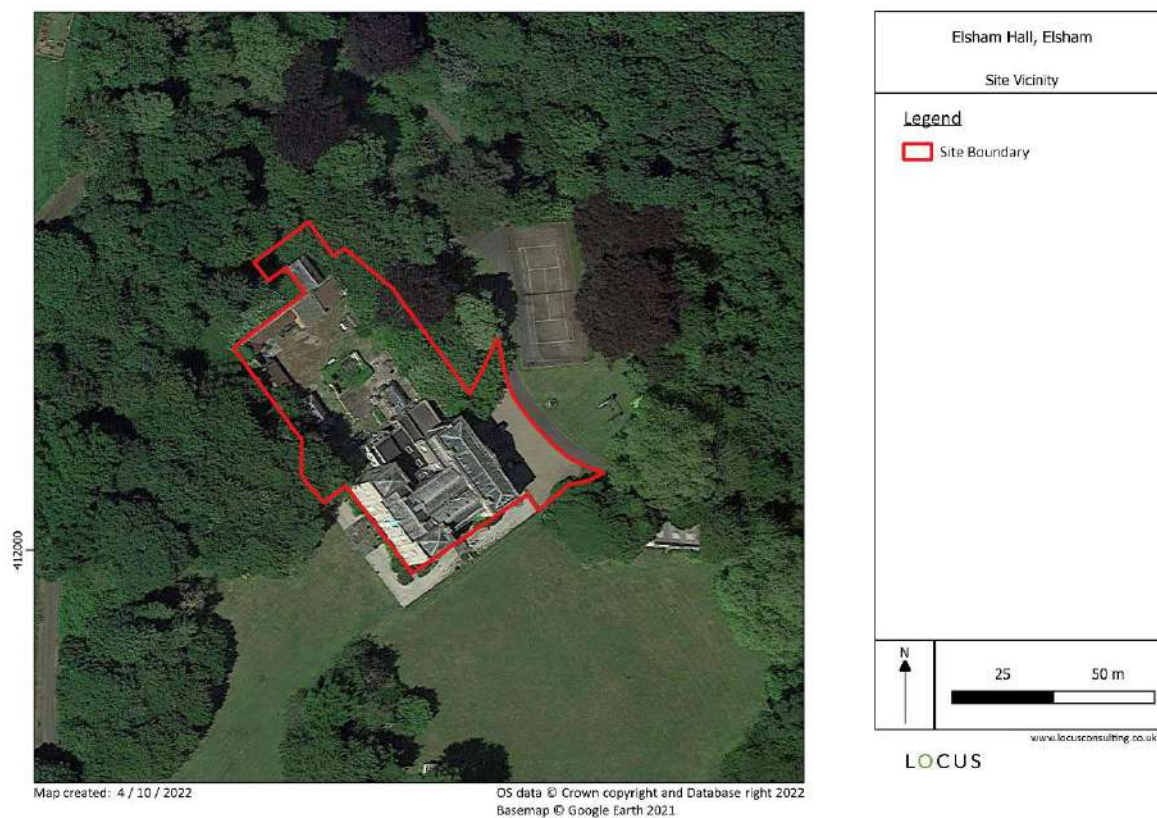 Elsham Hall, Elsham
Site Vicinity
Legend
Site Boundary
412000
N
25 50 m
www.locusconsulting.co.uk
LOCUS
Map created: 4 / 10 / 2022
OS data © Crown copyright and Database right 2022
Basemap © Google Earth 2021